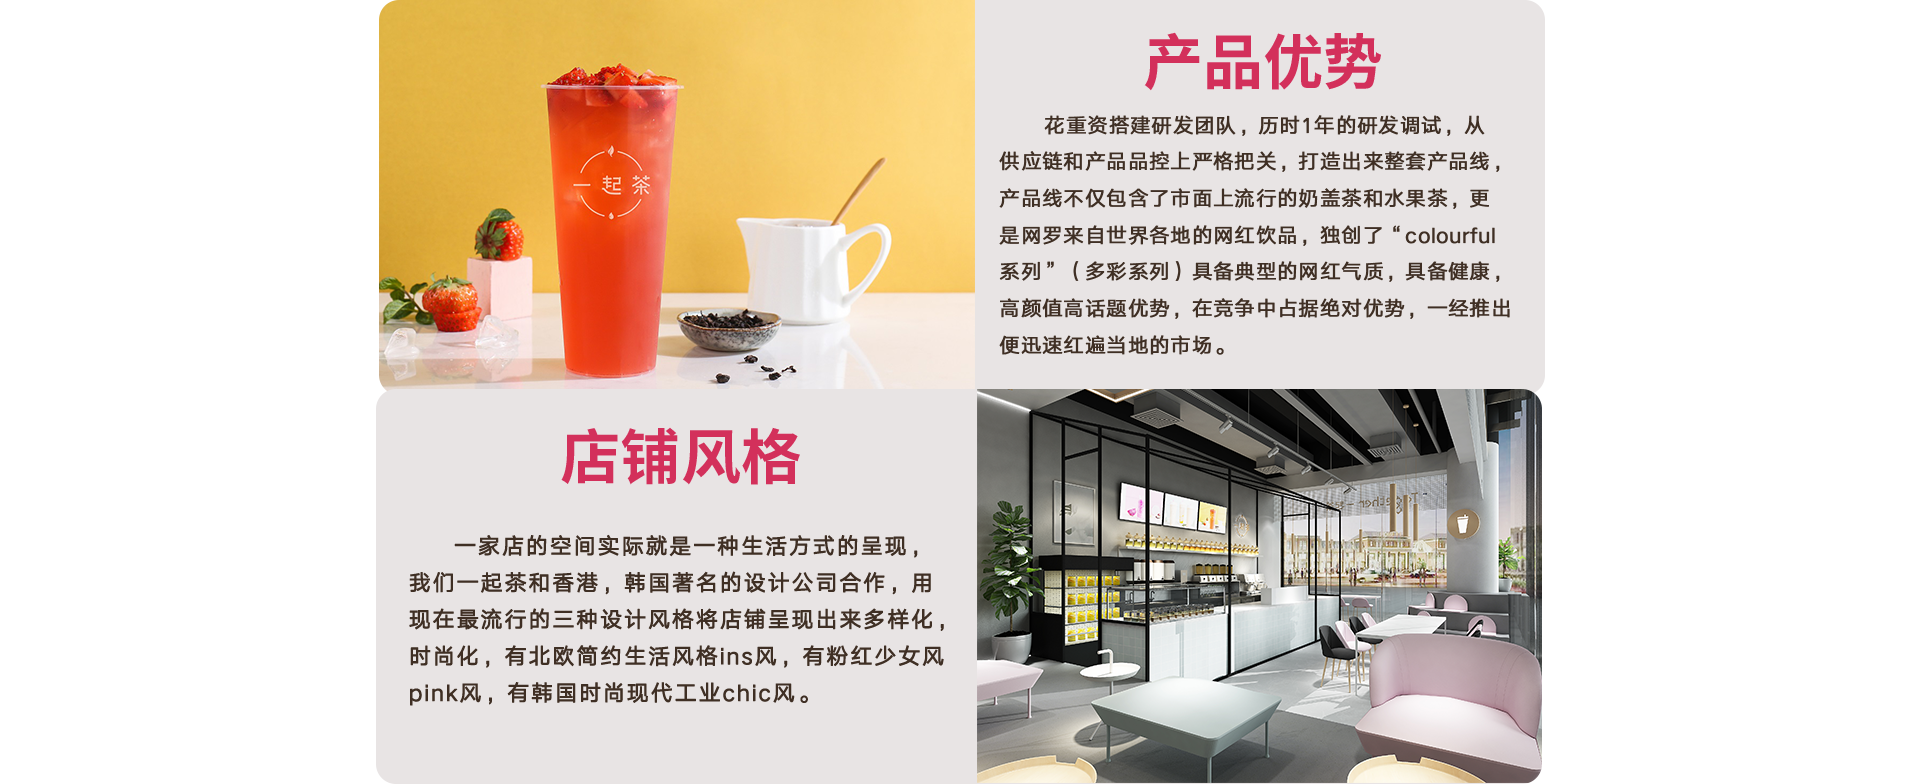 一起茶
产品优势
花重资搭建研发团队，历时1年的研发调试，从
供应链和产品品控上严格把关，打造出来整套产品线，
产品线不仅包含了市面上流行的奶盖茶和水果茶，更
是网罗来自世界各地的网红饮品，独创了“colourful
系列”（多彩系列）具备典型的网红气质，具备健康，
高颜值高话题优势，在竞争中占据绝对优势，一经推出
便迅速红遍当地的市场。
店铺风格
一家店的空间实际就是一种生活方式的呈现，
我们一起茶和香港，韩国著名的设计公司合作，用
现在最流行的三种设计风格将店铺呈现出来多样化，
时尚化，有北欧简约生活风格ins风，有粉红少女风
pink风，有韩国时尚现代工业chic风。